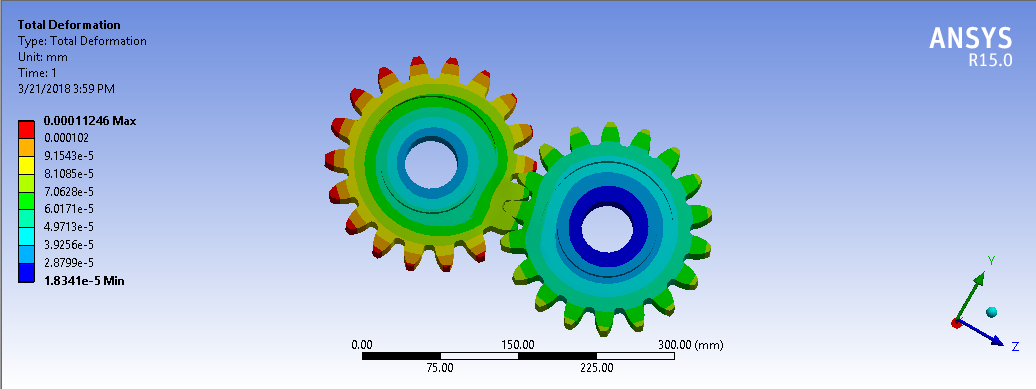 Total Deformation
Type: Total Deformation
Unit: mm
Time: 1
3/21/2018 3:59 PM
ANSYS
R15.0
0.00011246 Max
0.000102
9.1543e-5
8.1085e-5
7.0628e-5
6.0171e-5
4.9713e-5
3.9256e-5
2.8799e-5
1.8341e-5 Min
Y
Z
0.00 150.00 300.00 (mm)
75.00 225.00